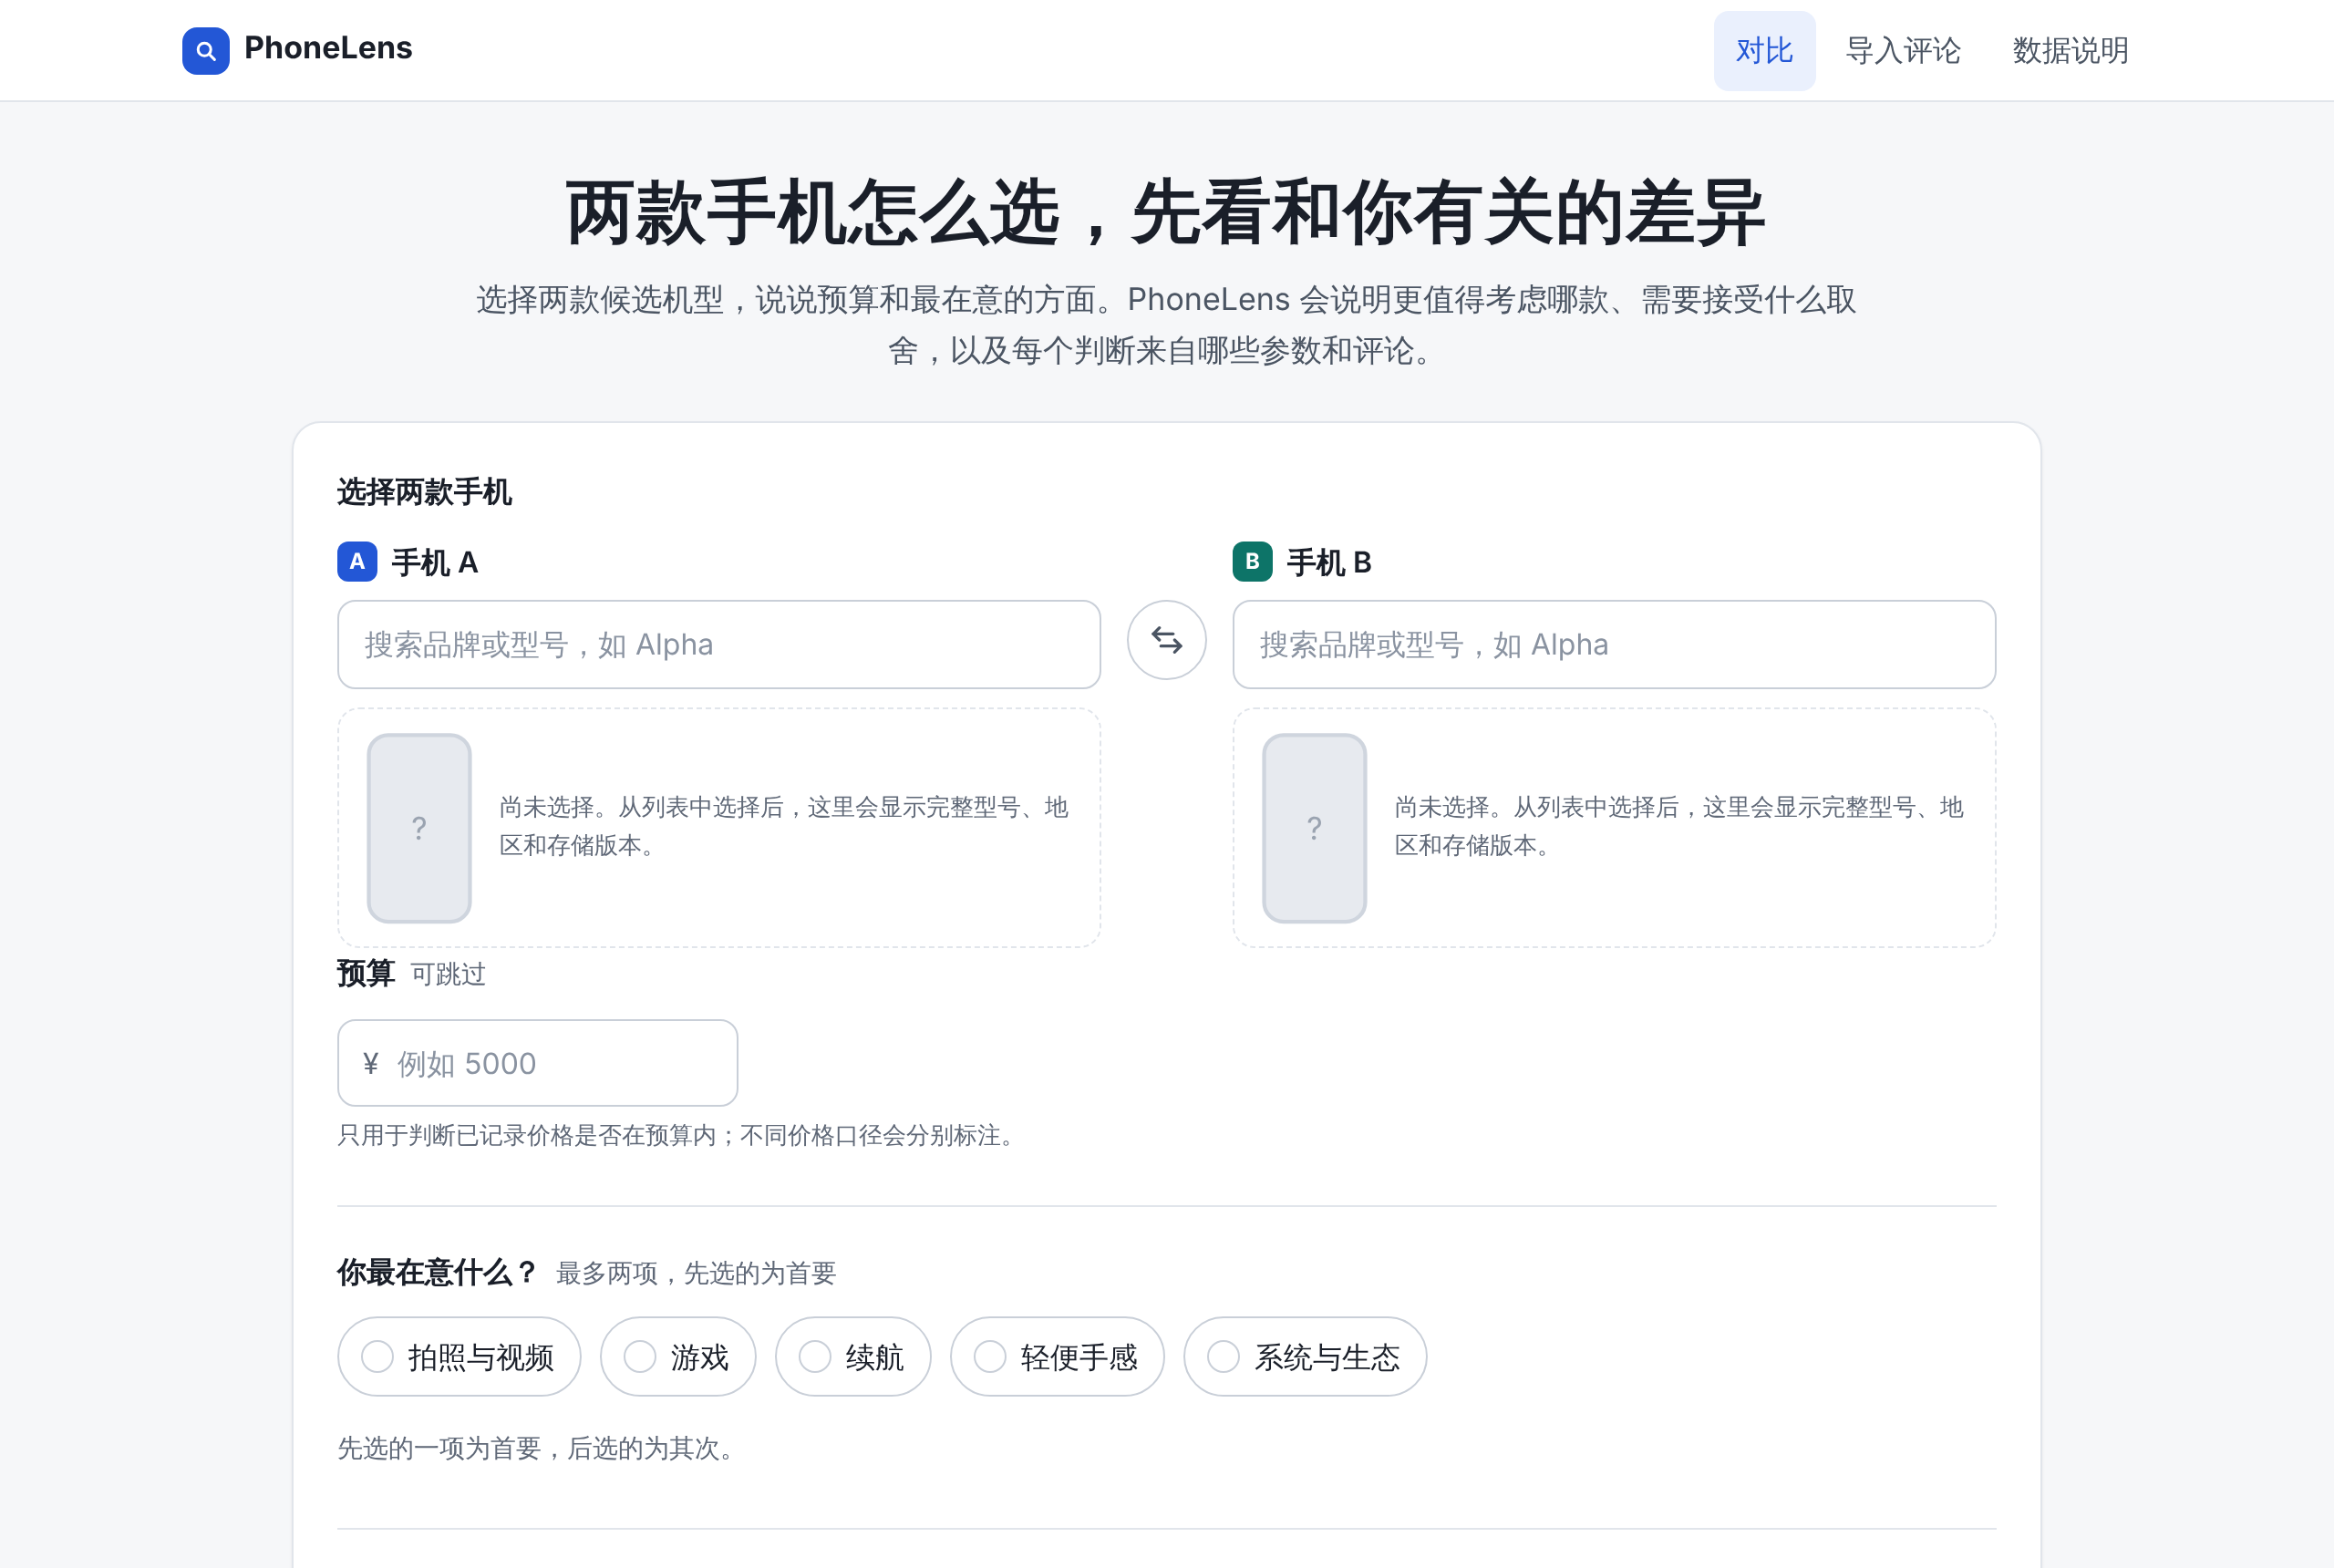 PhoneLens
对比 导入评论 数据说明
两款手机怎么选，先看和你有关的差异
选择两款候选机型，说说预算和最在意的方面。PhoneLens 会说明更值得考虑哪款、需要接受什么取
舍，以及每个判断来自哪些参数和评论。
选择两款手机
A 手机 A
搜索品牌或型号，如 Alpha
?
尚未选择。从列表中选择后，这里会显示完整型号、地
区和存储版本。
B 手机 B
搜索品牌或型号，如 Alpha
?
尚未选择。从列表中选择后，这里会显示完整型号、地
区和存储版本。
预算 可跳过
¥ 例如 5000
只用于判断已记录价格是否在预算内；不同价格口径会分别标注。
你最在意什么？ 最多两项，先选的为首要
拍照与视频 游戏 续航 轻便手感 系统与生态
先选的一项为首要，后选的为其次。